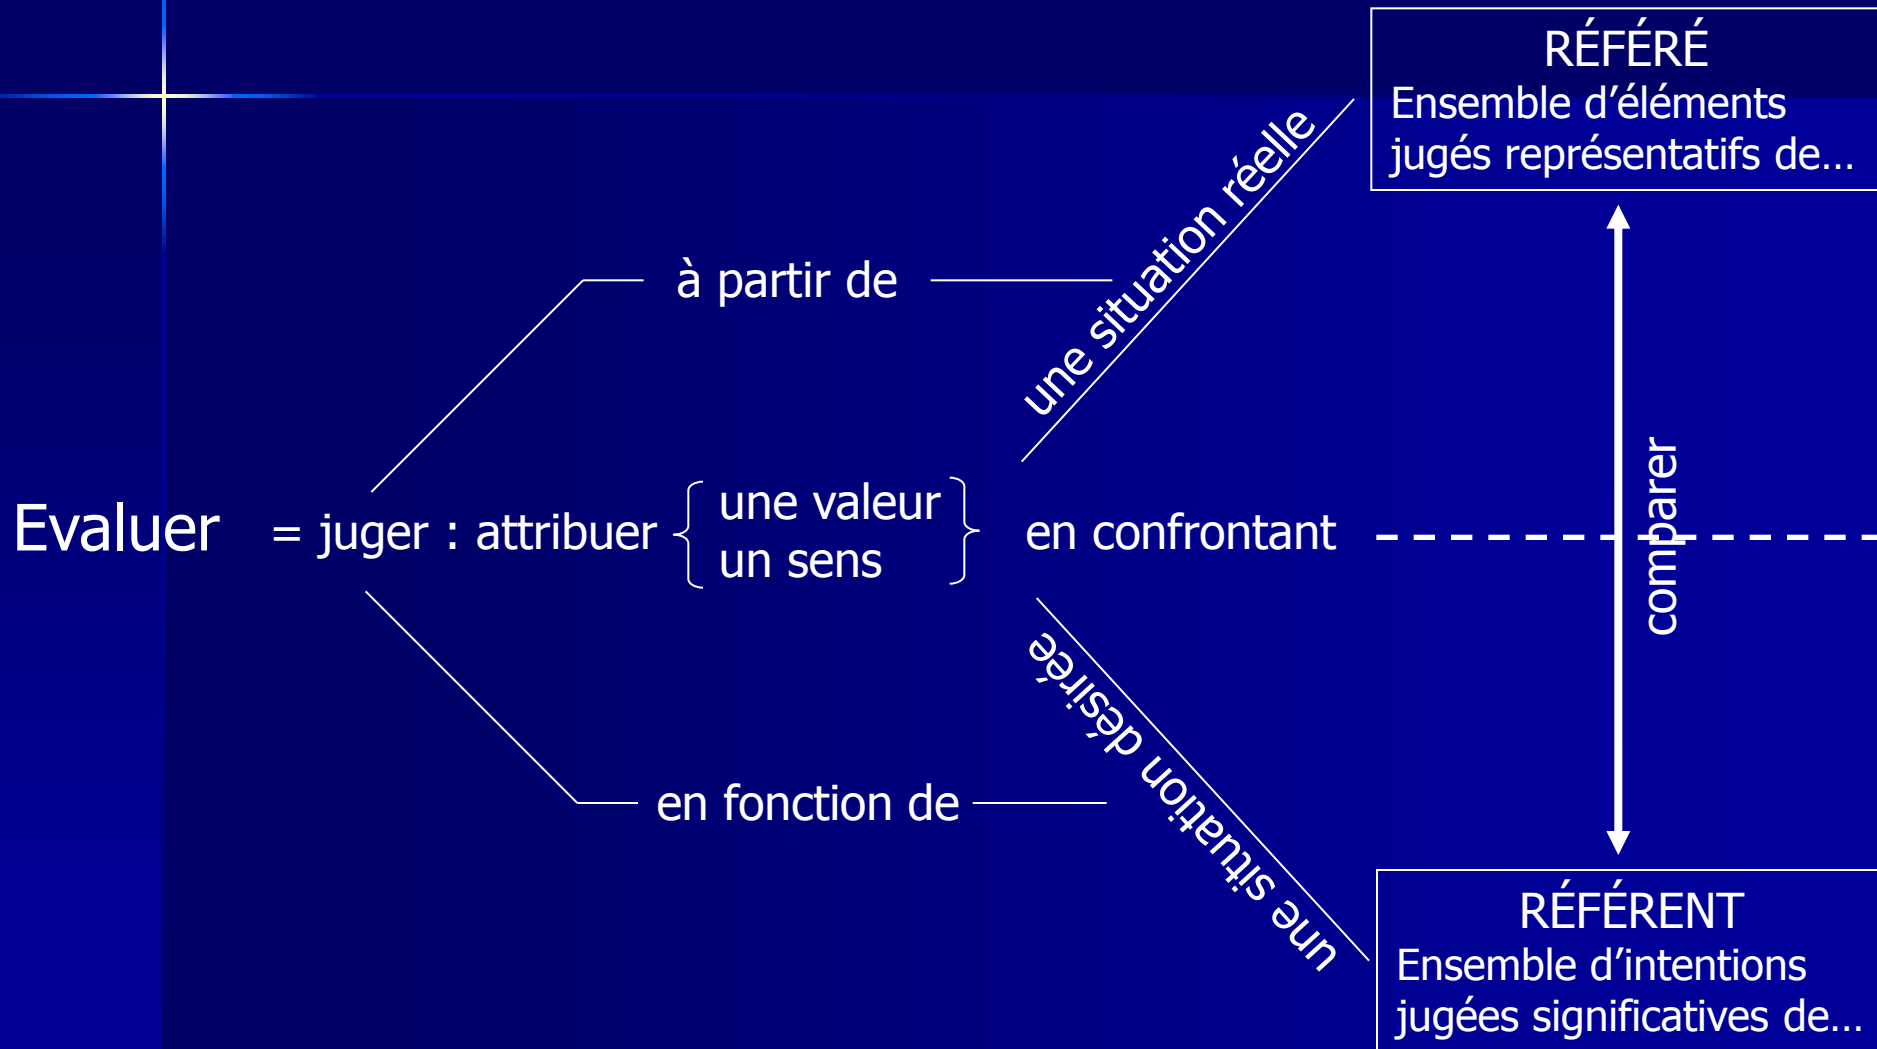 RÉFÉRÉ
Ensemble d’éléments
jugés représentatifs de…
une situation réelle
à partir de
Evaluer = juger : attribuer
une valeur
un sens
en confrontant
comparer
une situation désirée
en fonction de
RÉFÉRENT
Ensemble d’intentions
jugées significatives de…